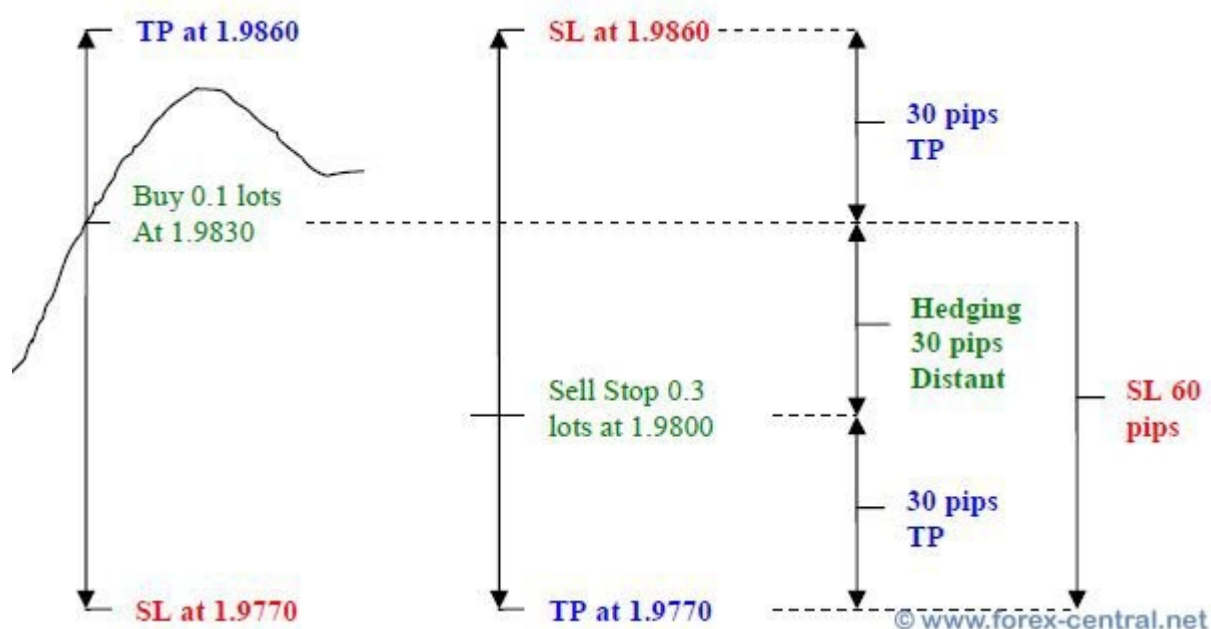 TP at 1.9860
SL at 1.9860
30 pips
TP
Buy 0.1 lots
At 1.9830
Hedging
30 pips
Distant
Sell Stop 0.3
lots at 1.9800
SL 60
pips
30 pips
TP
SL at 1.9770
TP at 1.9770
© www.forex-central.net